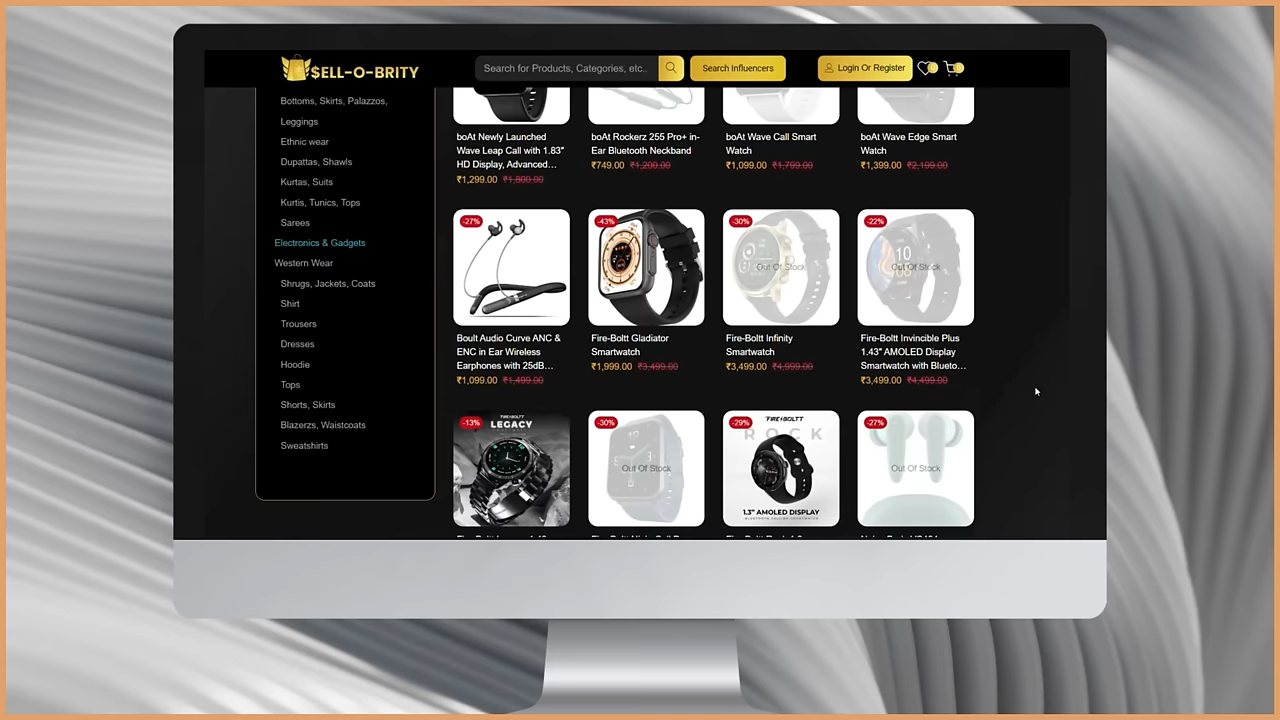 $ELL-O-BRITY
Search for Products, Categories, etc..
Search Influencers
Login Or Register
0
0
Bottoms, Skirts, Palazzos,
Leggings
Ethnic wear
Dupattas, Shawls
Kurtas, Suits
Kurtis, Tunics, Tops
Sarees
Electronics & Gadgets
Western Wear
Shrugs, Jackets, Coats
Shirt
Trousers
Dresses
Hoodie
Tops
Shorts, Skirts
Blazerzs, Waistcoats
Sweatshirts
boAt Newly Launched
Wave Leap Call with 1.83"
HD Display, Advanced...
₹1,299.00 ₹1,800.00
boAt Rockerz 255 Pro+ in-
Ear Bluetooth Neckband
₹749.00 ₹1,200.00
boAt Wave Call Smart
Watch
₹1,099.00 ₹1,799.00
boAt Wave Edge Smart
Watch
₹1,399.00 ₹2,199.00
-27%
Boult Audio Curve ANC &
ENC in Ear Wireless
Earphones with 25dB...
₹1,099.00 ₹1,499.00
-43%
Fire-Boltt Gladiator
Smartwatch
₹1,999.00 ₹3,499.00
-30%
Out Of Stock
Fire-Boltt Infinity
Smartwatch
₹3,499.00 ₹4,999.00
-22%
10
Out Of Stock
Fire-Boltt Invincible Plus
1.43" AMOLED Display
Smartwatch with Blueto...
₹3,499.00 ₹4,499.00
-13%
FIRE-BOLTT
LEGACY
-30%
Out Of Stock
-29%
FIRE-BOLTT
ROCK
1.3" AMOLED DISPLAY
-27%
Out Of Stock